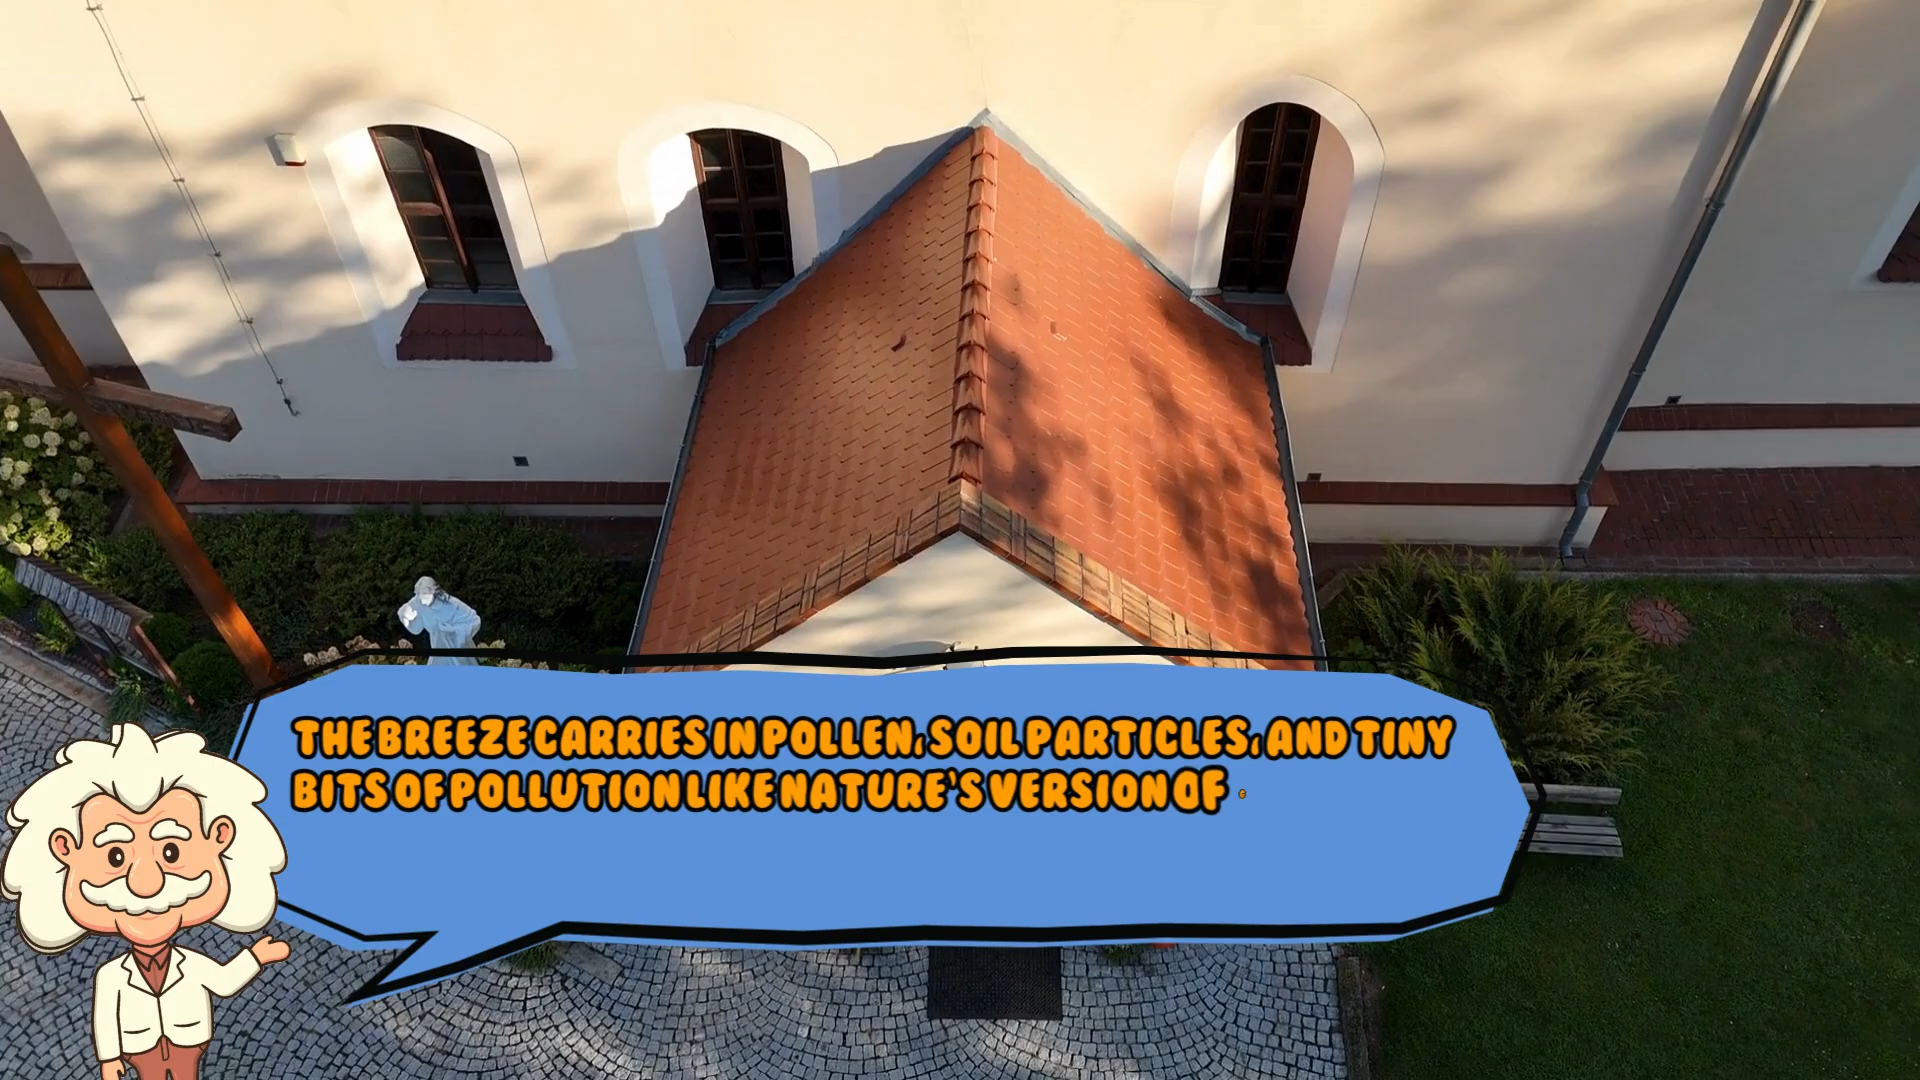 THE BREEZE CARRIES IN POLLEN, SOIL PARTICLES, AND TINY
BITS OF POLLUTION LIKE NATURE'S VERSION OF